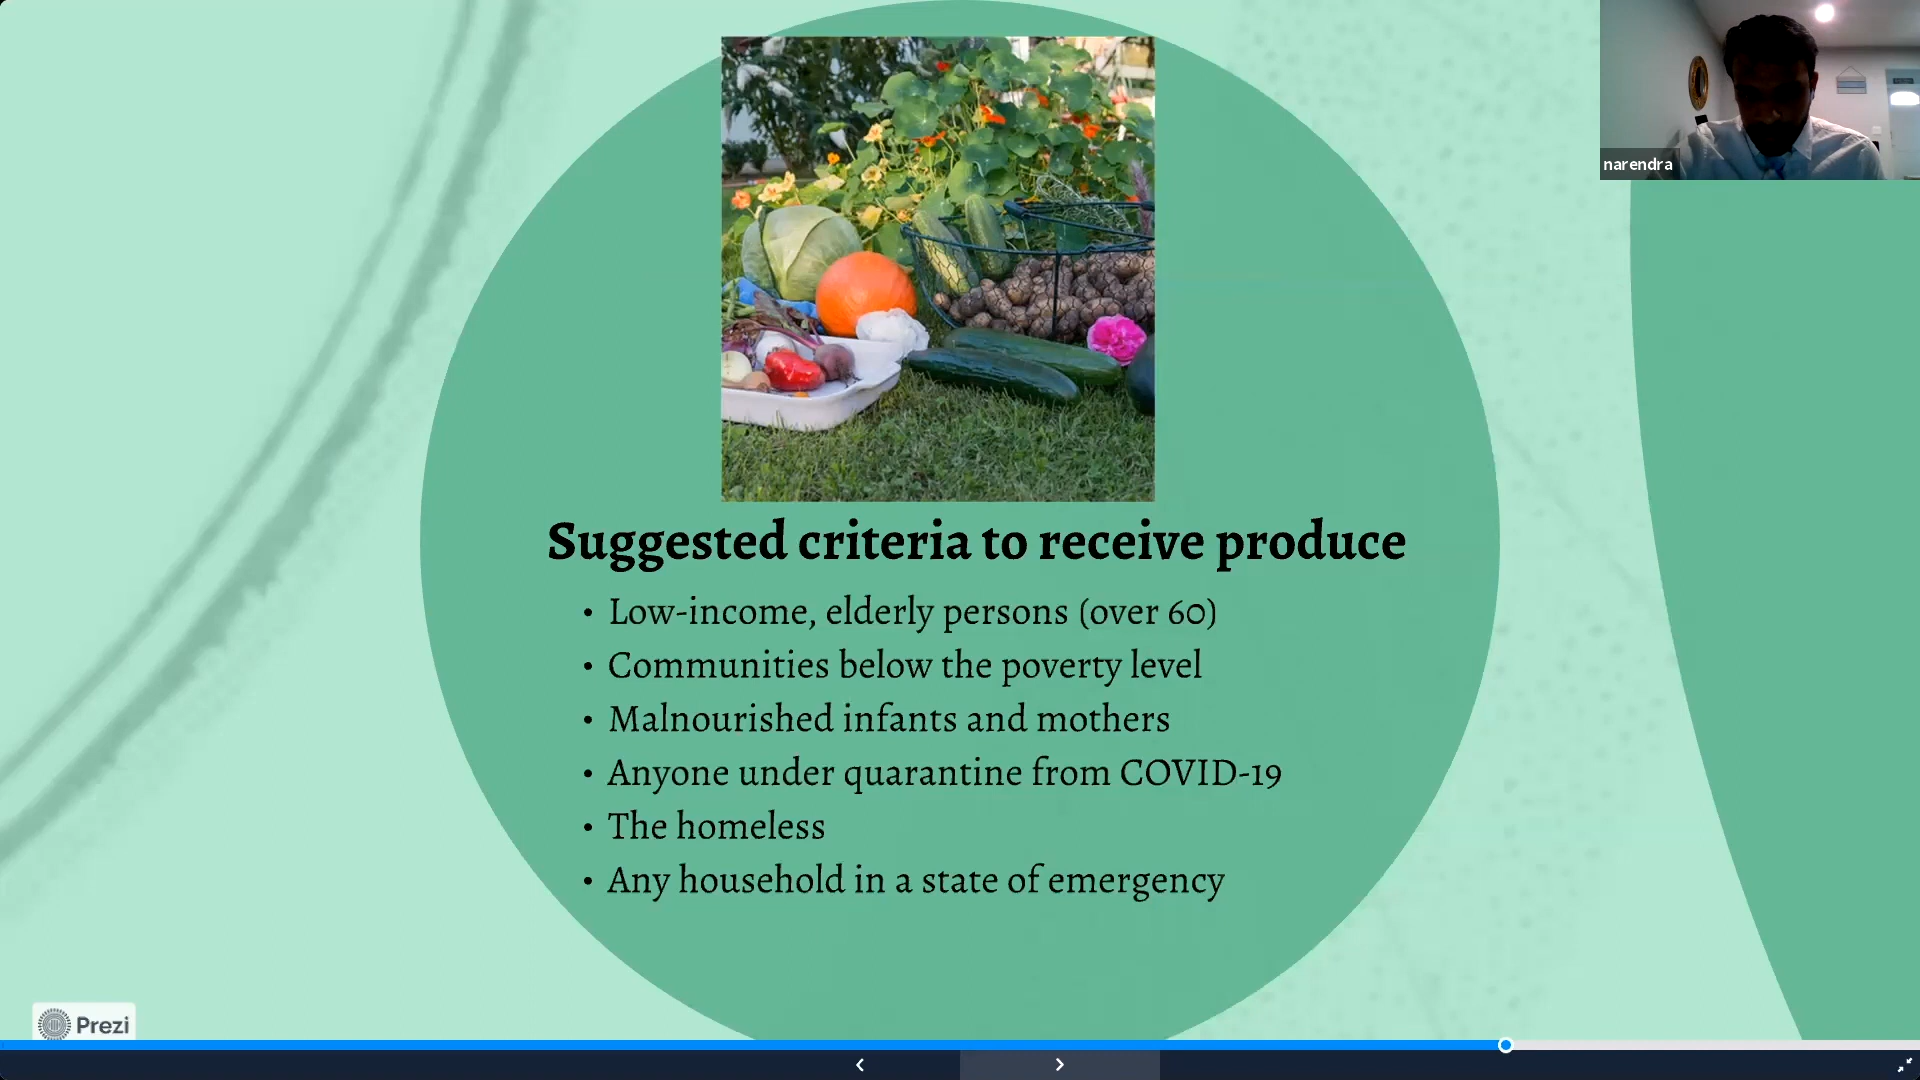 narendra
Suggested criteria to receive produce
• Low-income, elderly persons (over 60)
• Communities below the poverty level
• Malnourished infants and mothers
• Anyone under quarantine from COVID-19
• The homeless
• Any household in a state of emergency
Prezi